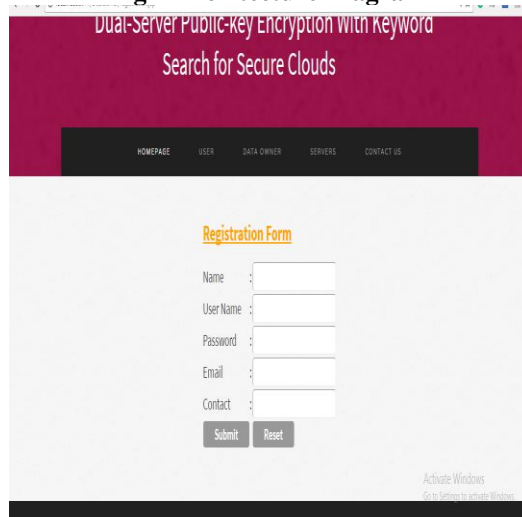 Dual-Server Public-key Encryption With Keyword
Search for Secure Clouds
HOMEPAGE USER DATA OWNER SERVERS CONTACT US
Registration Form
Name :
User Name :
Password :
Email :
Contact :
Submit Reset
Activate Windows
Go to Settings to activate Windows.